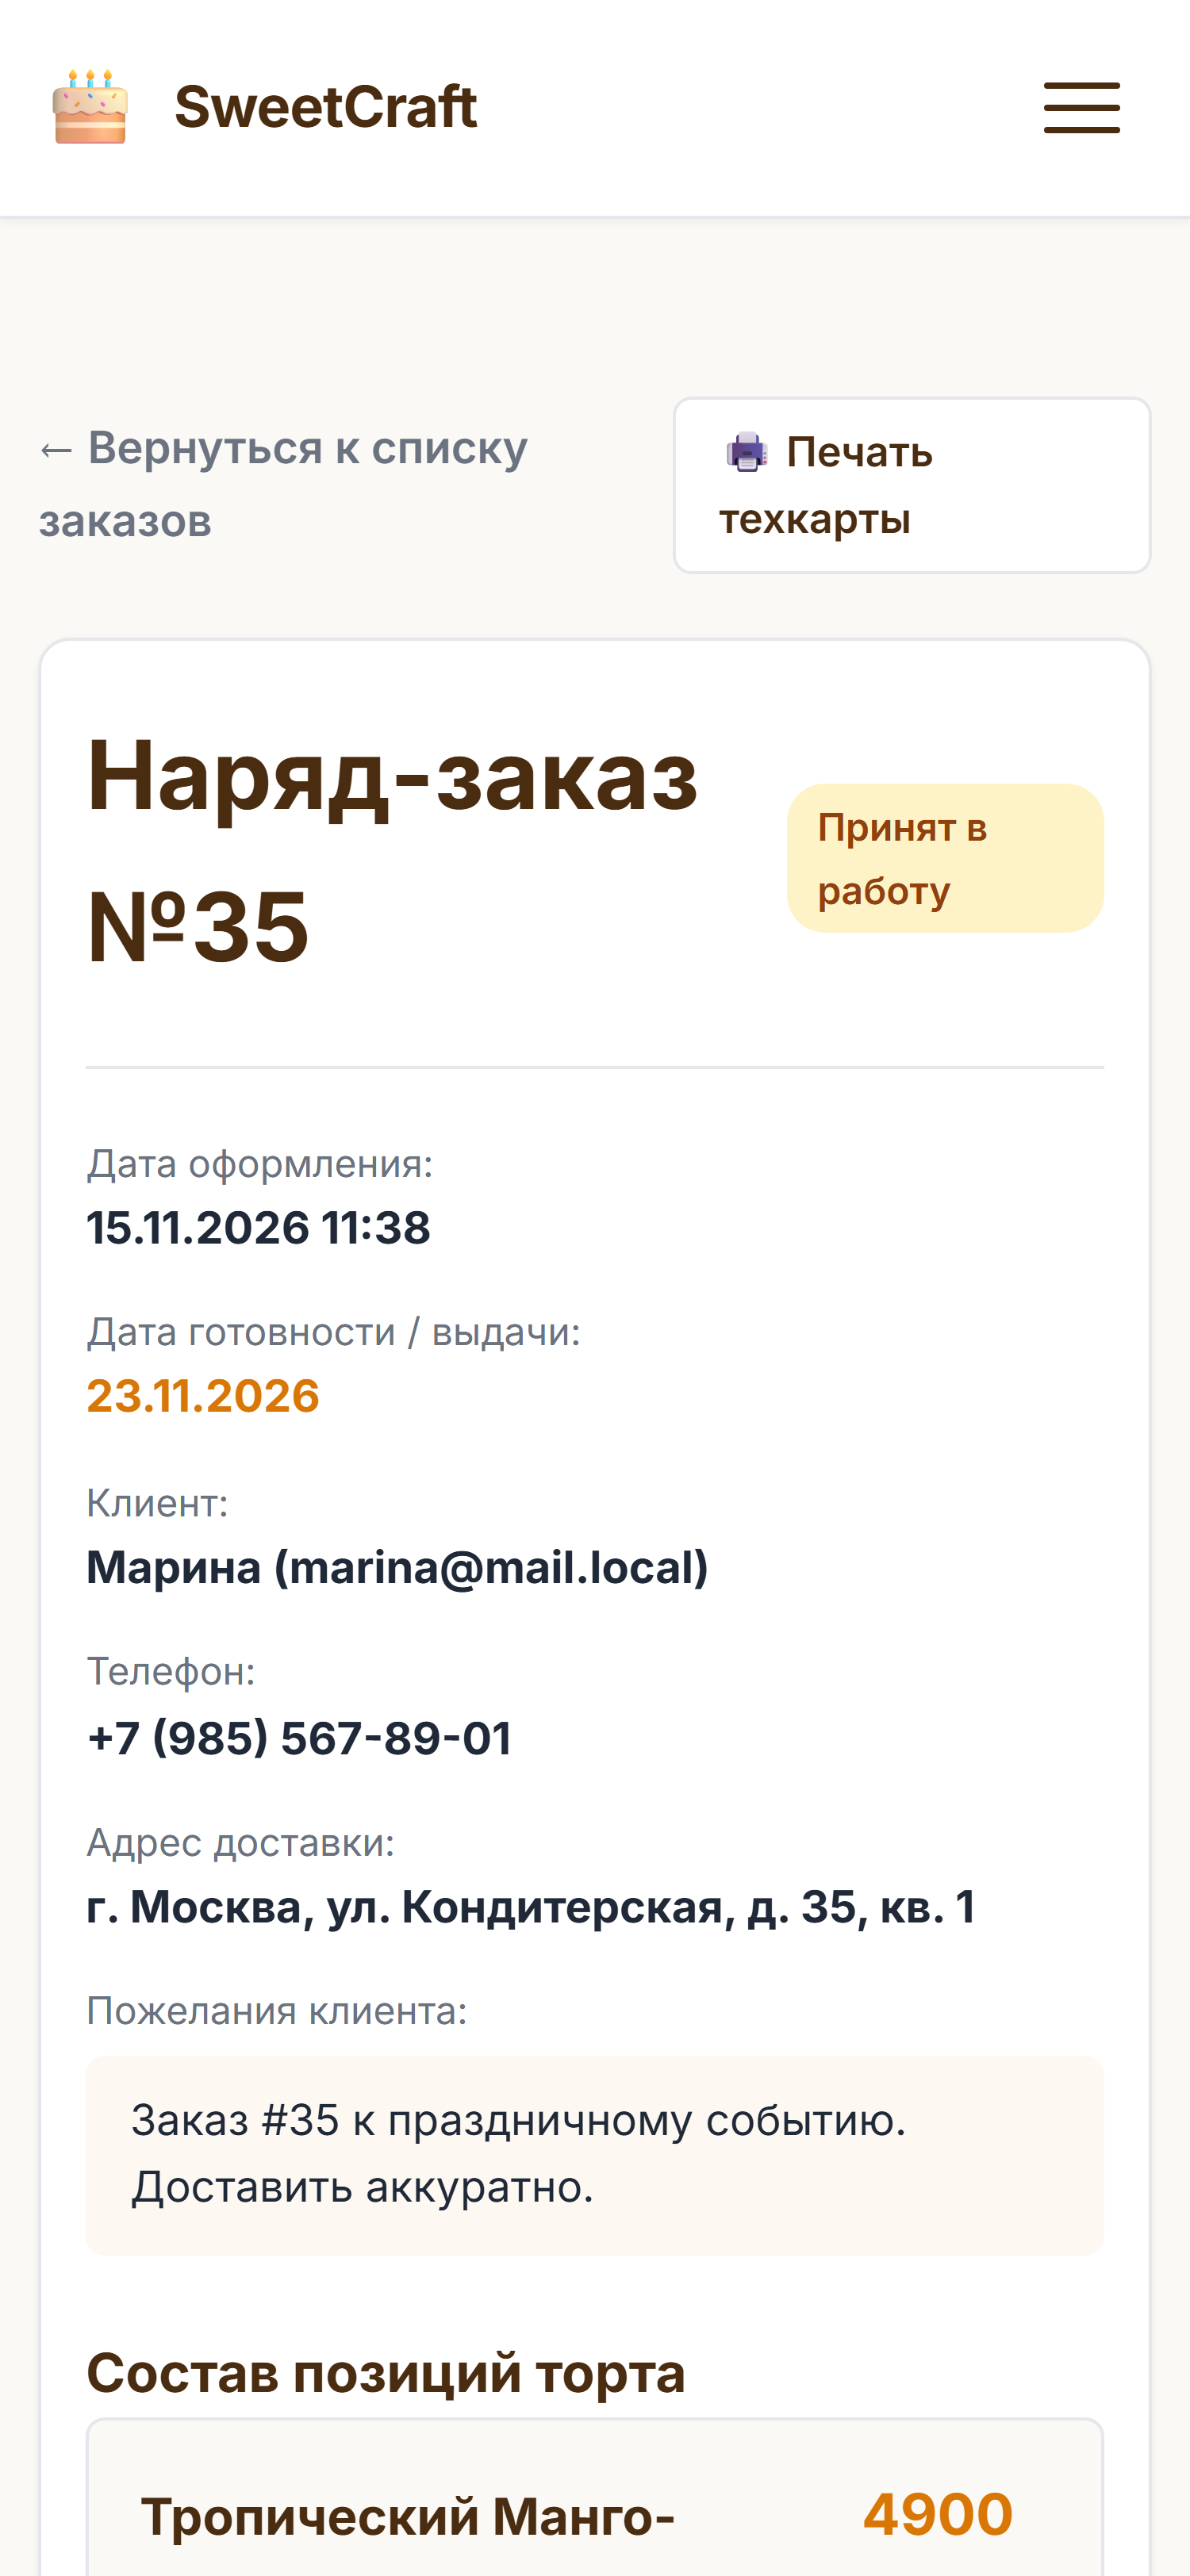 SweetCraft
← Вернуться к списку
заказов
Печать
техкарты
Наряд-заказ
№35
Принят в
работу
Дата оформления:
15.11.2026 11:38
Дата готовности / выдачи:
23.11.2026
Клиент:
Марина (marina@mail.local)
Телефон:
+7 (985) 567-89-01
Адрес доставки:
г. Москва, ул. Кондитерская, д. 35, кв. 1
Пожелания клиента:
Заказ #35 к праздничному событию.
Доставить аккуратно.
Состав позиций торта
Тропический Манго-
4900